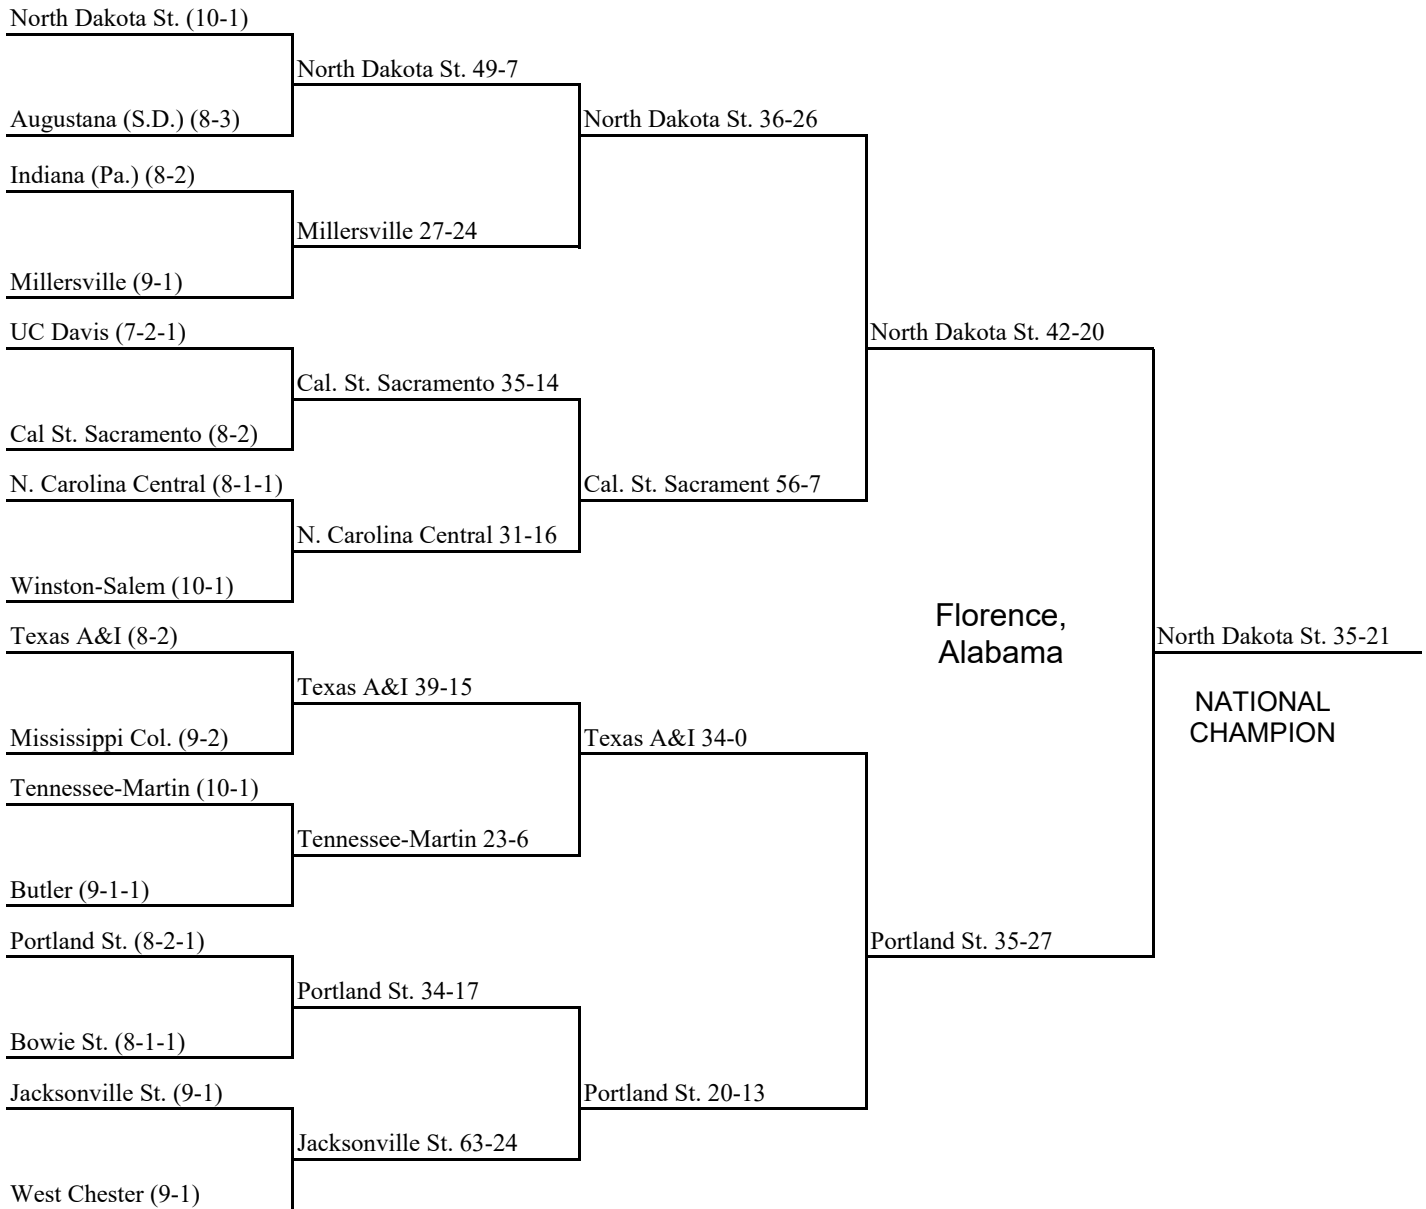 North Dakota St. (10-1)
North Dakota St. 49-7
Augustana (S.D.) (8-3)
North Dakota St. 36-26
Indiana (Pa.) (8-2)
Millersville 27-24
Millersville (9-1)
UC Davis (7-2-1)
North Dakota St. 42-20
Cal. St. Sacramento 35-14
Cal St. Sacramento (8-2)
N. Carolina Central (8-1-1)
Cal. St. Sacrament 56-7
N. Carolina Central 31-16
Winston-Salem (10-1)
Florence,
Alabama
Texas A&I (8-2)
North Dakota St. 35-21
Texas A&I 39-15
NATIONAL
CHAMPION
Mississippi Col. (9-2)
Texas A&I 34-0
Tennessee-Martin (10-1)
Tennessee-Martin 23-6
Butler (9-1-1)
Portland St. (8-2-1)
Portland St. 35-27
Portland St. 34-17
Bowie St. (8-1-1)
Jacksonville St. (9-1)
Portland St. 20-13
Jacksonville St. 63-24
West Chester (9-1)